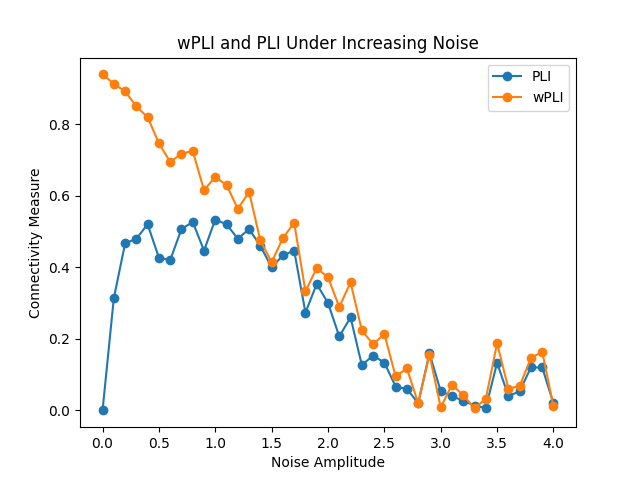 wPLI and PLI Under Increasing Noise
PLI
wPLI
Connectivity Measure
0.8
0.6
0.4
0.2
0.0
0.0 0.5 1.0 1.5 2.0 2.5 3.0 3.5 4.0
Noise Amplitude